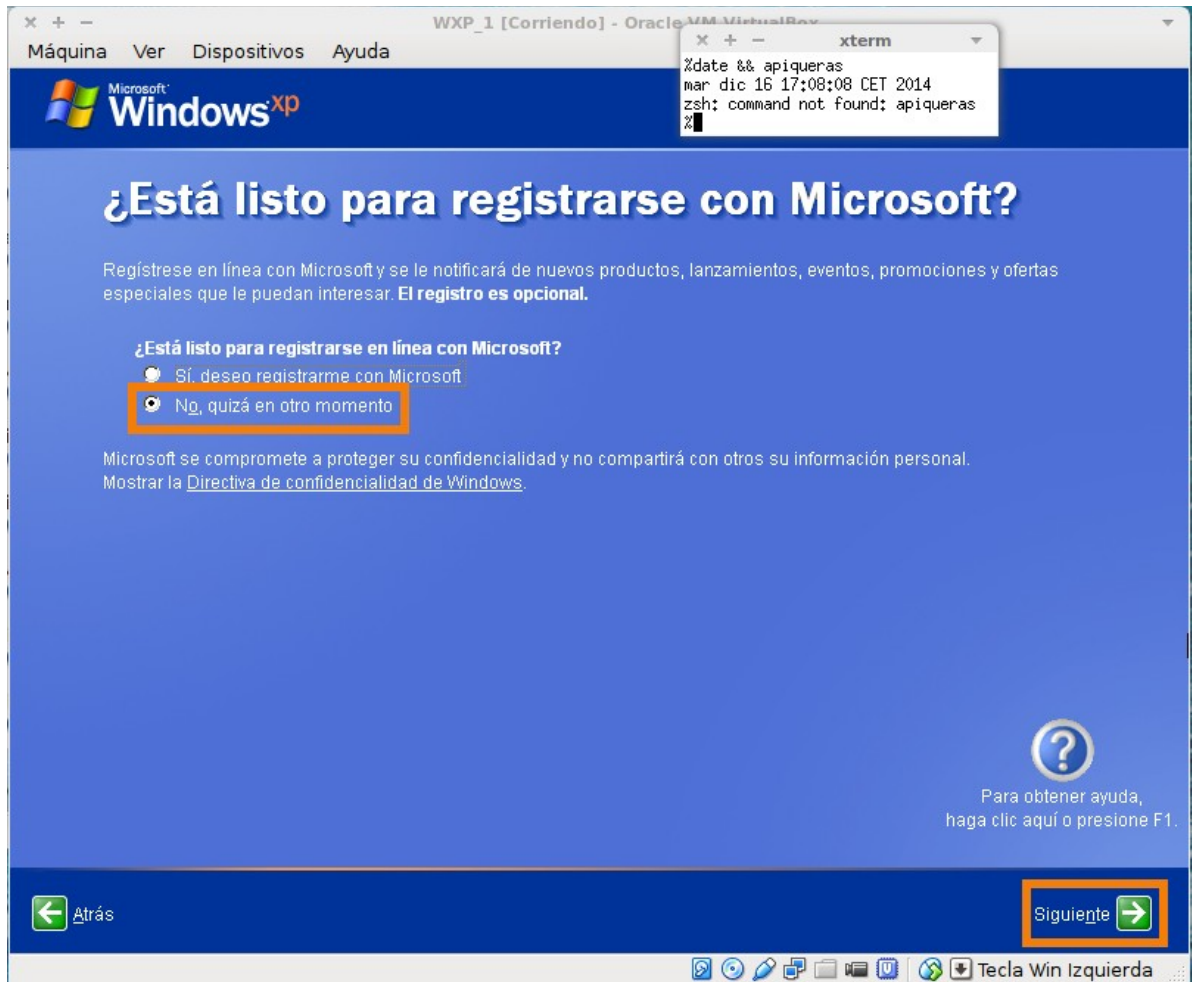 WXP_1 [Corriendo] - Oracle VM VirtualBox
Máquina Ver Dispositivos Ayuda
xterm
%date && apiqueras
mar dic 16 17:08:08 CET 2014
zsh: command not found: apiqueras
%
Microsoft
Windows xp
¿Está listo para registrarse con Microsoft?
Regístrese en línea con Microsoft y se le notificará de nuevos productos, lanzamientos, eventos, promociones y ofertas
especiales que le puedan interesar. El registro es opcional.
¿Está listo para registrarse en línea con Microsoft?
Sí, deseo registrarme con Microsoft
No, quizá en otro momento
Microsoft se compromete a proteger su confidencialidad y no compartirá con otros su información personal.
Mostrar la Directiva de confidencialidad de Windows.
Para obtener ayuda,
haga clic aquí o presione F1.
Atrás
Siguiente
Tecla Win Izquierda